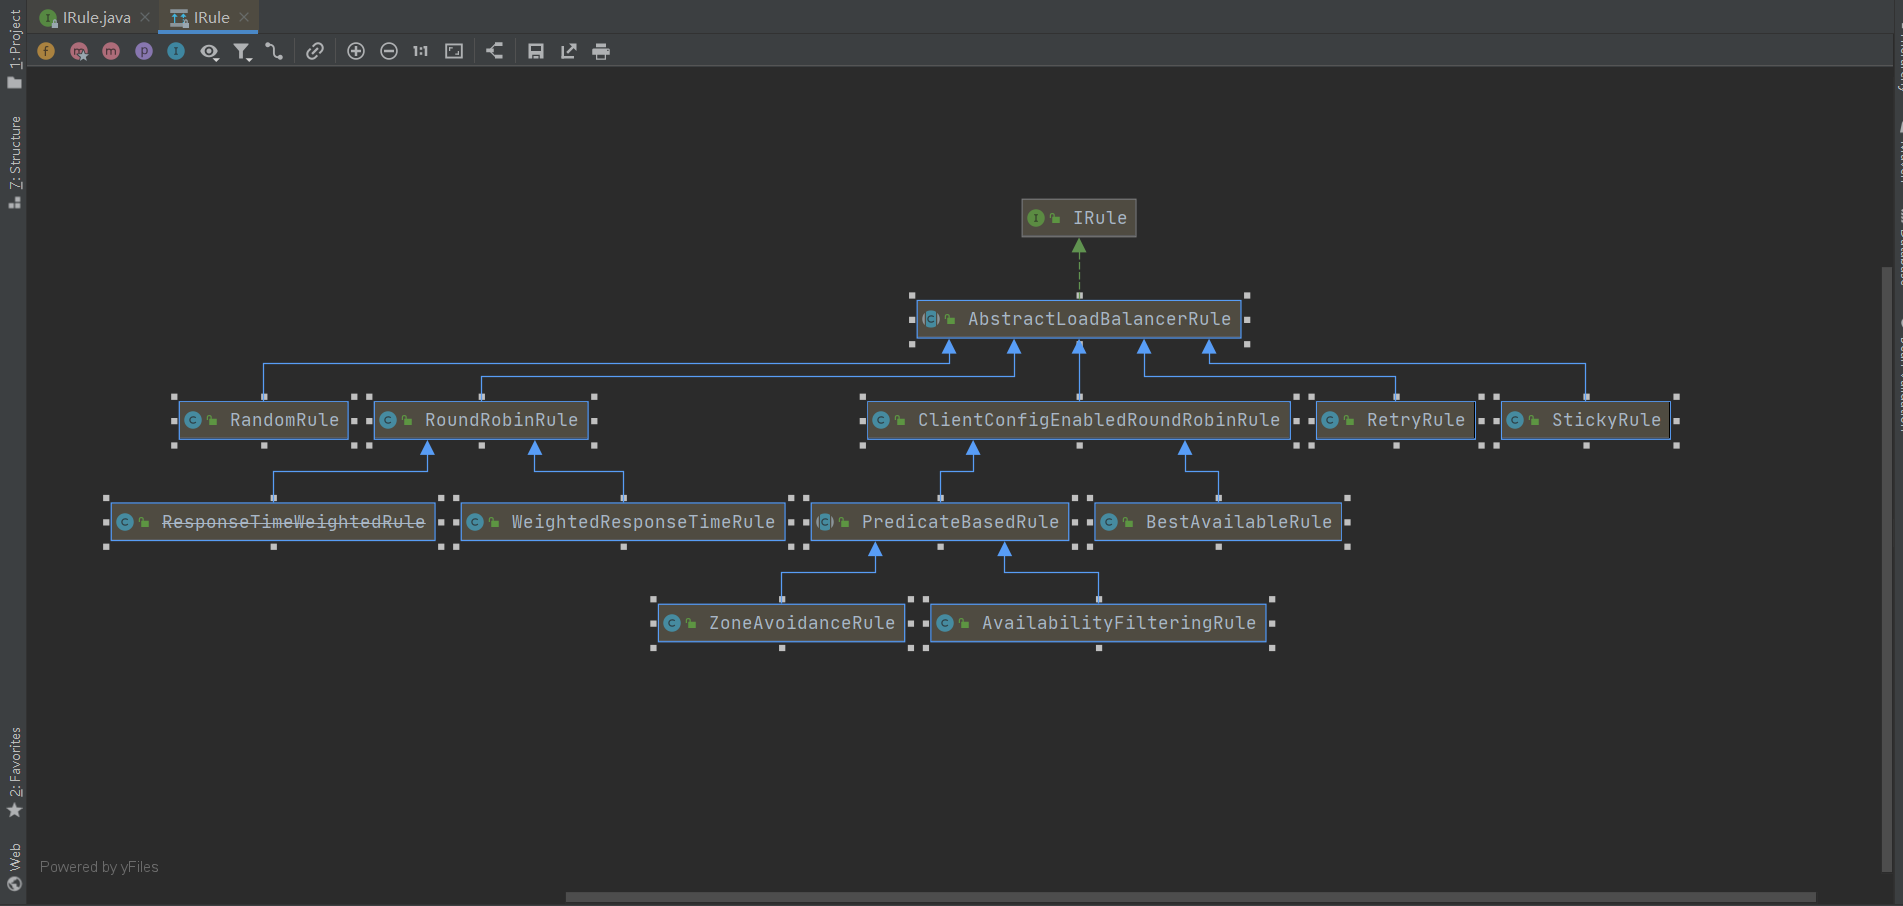 IRule.java
IRule
1: Project
7: Structure
2: Favorites
Web
f
m
m
p
I
1:1
I IRule
C AbstractLoadBalancerRule
C RandomRule
C RoundRobinRule
C ClientConfigEnabledRoundRobinRule
C RetryRule
C StickyRule
C ResponseTimeWeightedRule
C WeightedResponseTimeRule
C PredicateBasedRule
C BestAvailableRule
C ZoneAvoidanceRule
C AvailabilityFilteringRule
Powered by yFiles